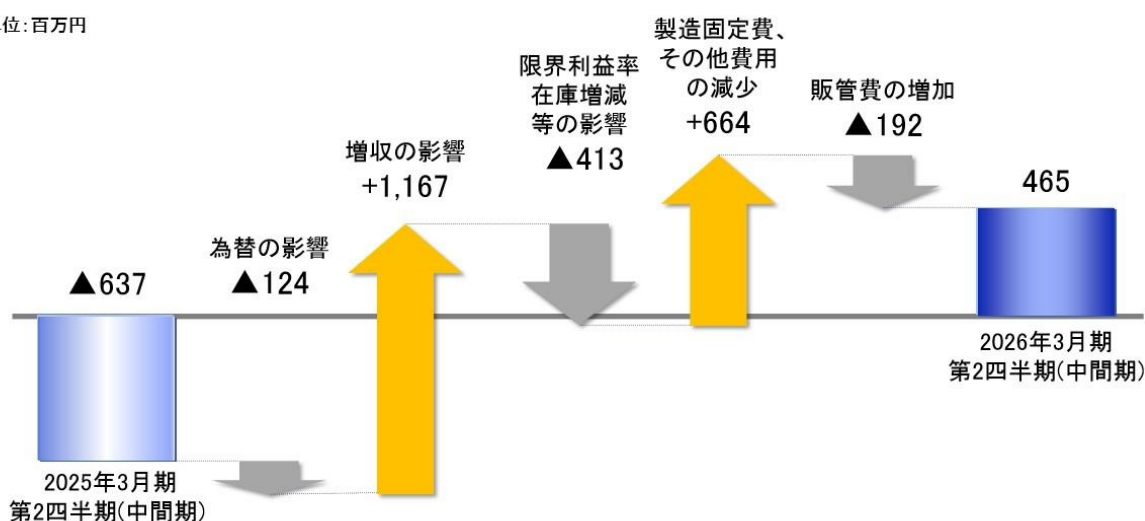 位:百万円
▲637
2025年3月期
第2四半期(中間期)
為替の影響
▲124
増収の影響
+1,167
限界利益率
在庫増減
等の影響
▲413
製造固定費、
その他費用
の減少
+664
販管費の増加
▲192
465
2026年3月期
第2四半期(中間期)